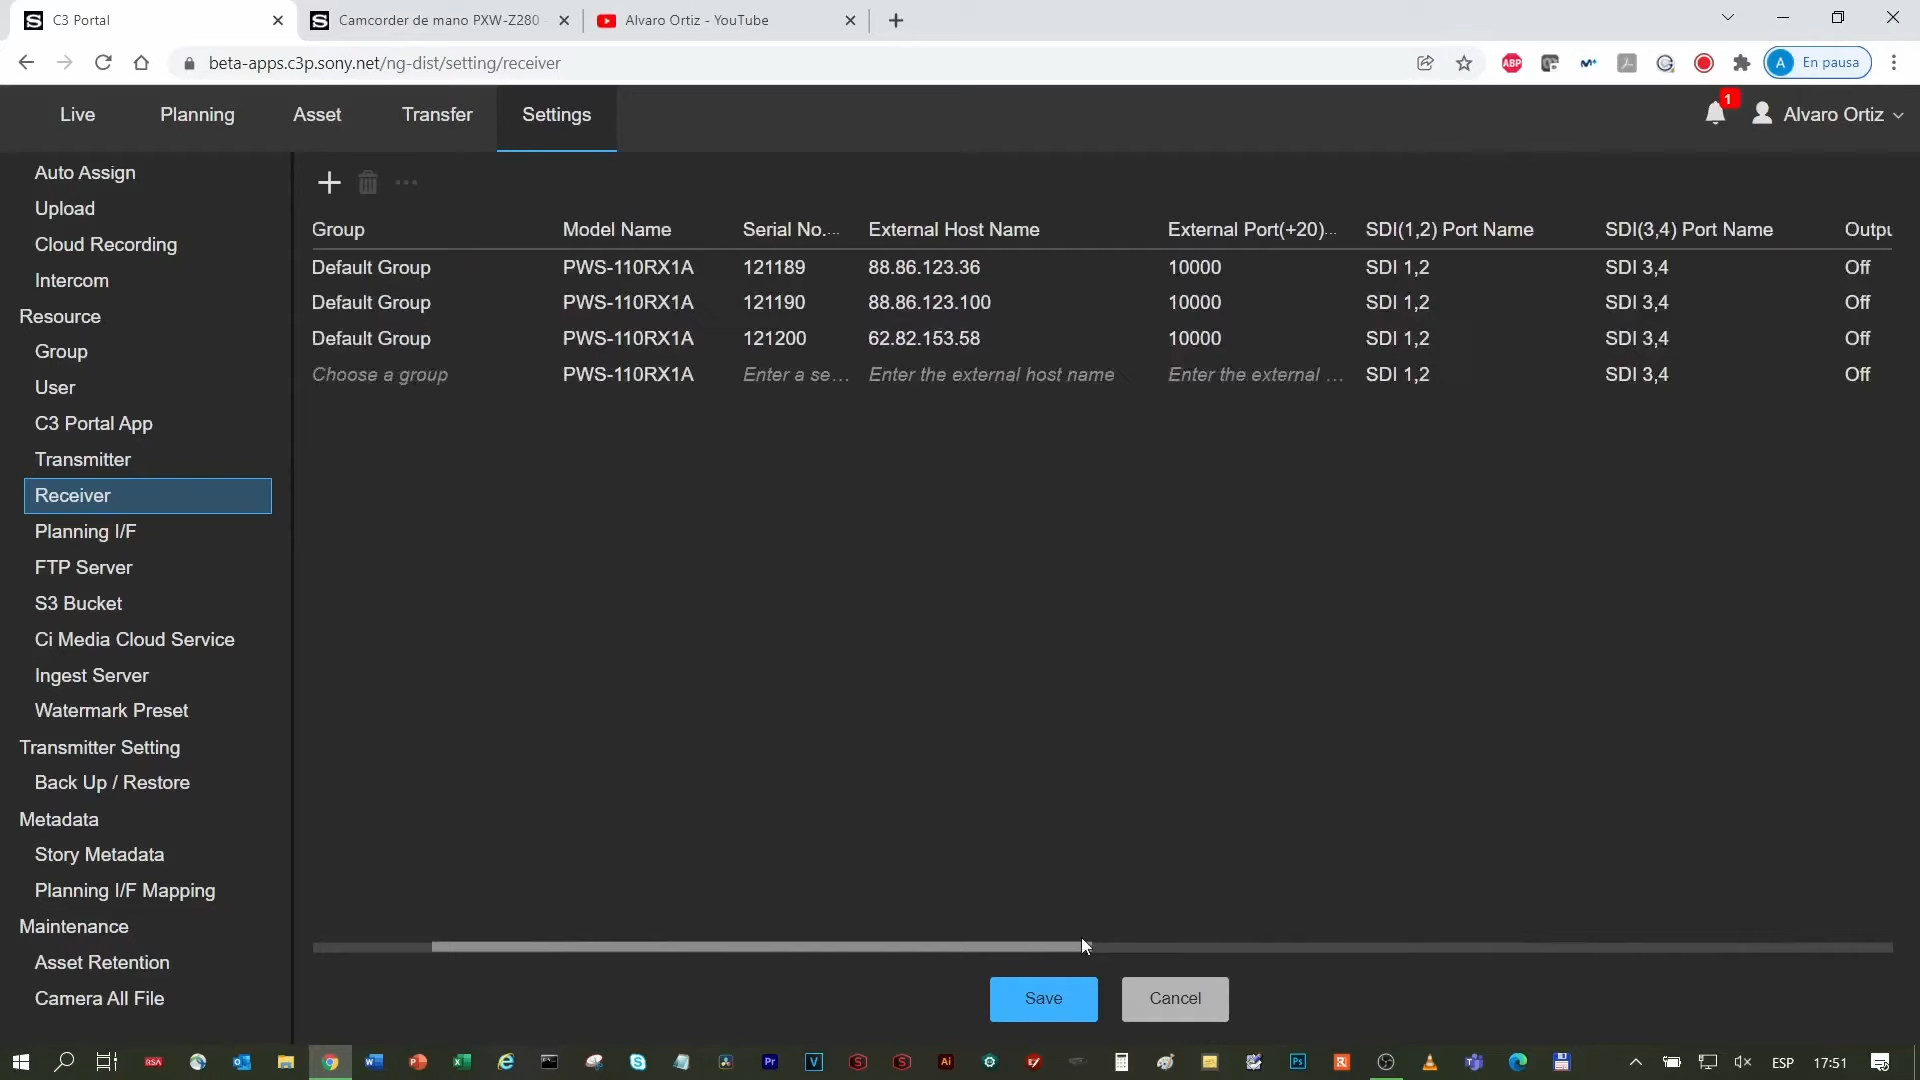 C3 Portal
Camcorder de mano PXW-Z280
Alvaro Ortiz - YouTube
beta-apps.c3p.sony.net/ng-dist/setting/receiver
ABP
A En pausa
Live Planning Asset Transfer Settings
1
Alvaro Ortiz
Auto Assign
Upload
Cloud Recording
Intercom
Resource
Group
User
C3 Portal App
Transmitter
Receiver
Planning I/F
FTP Server
S3 Bucket
Ci Media Cloud Service
Ingest Server
Watermark Preset
Transmitter Setting
Back Up / Restore
Metadata
Story Metadata
Planning I/F Mapping
Maintenance
Asset Retention
Camera All File
Group Model Name Serial No.... External Host Name External Port(+20)... SDI(1,2) Port Name SDI(3,4) Port Name Outpu
Default Group PWS-110RX1A 121189 88.86.123.36 10000 SDI 1,2 SDI 3,4 Off
Default Group PWS-110RX1A 121190 88.86.123.100 10000 SDI 1,2 SDI 3,4 Off
Default Group PWS-110RX1A 121200 62.82.153.58 10000 SDI 1,2 SDI 3,4 Off
Choose a group PWS-110RX1A Enter a se... Enter the external host name Enter the external ... SDI 1,2 SDI 3,4 Off
Save Cancel
RSA
Pr
Ai
Ps
ESP 17:51